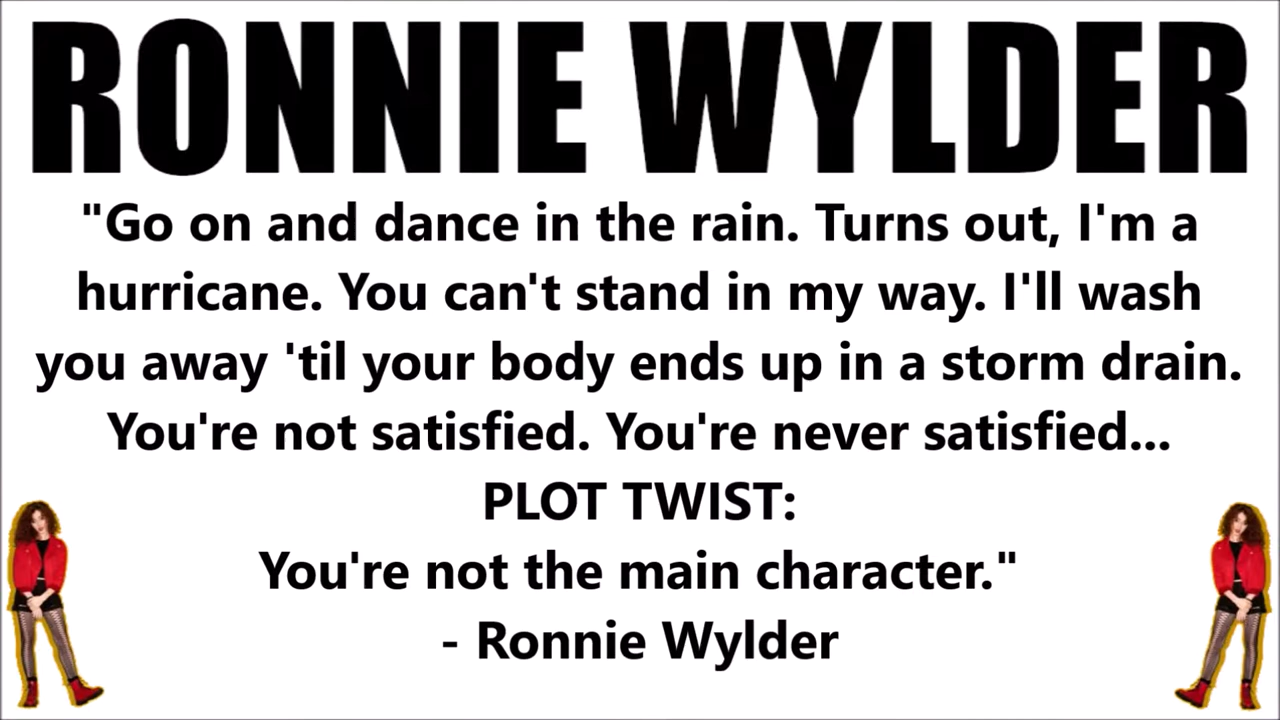 RONNIE WYLDER
"Go on and dance in the rain. Turns out, I'm a
hurricane. You can't stand in my way. I'll wash
you away 'til your body ends up in a storm drain.
You're not satisfied. You're never satisfied...
PLOT TWIST:
You're not the main character."
- Ronnie Wylder